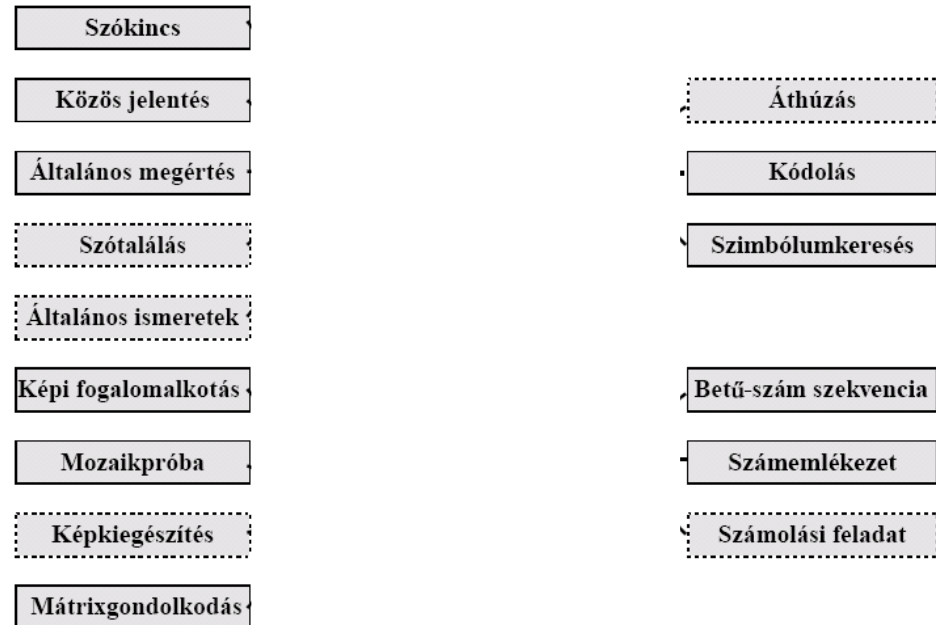 Szókincs
Közös jelentés
Általános megértés
Szótalálás
Általános ismeretek
Képi fogalomalkotás
Mozaikpróba
Képkiegészítés
Mátrixgondolkodás
Áthúzás
Kódolás
Szimbólumkeresés
Betű-szám szekvencia
Számemlékezet
Számolási feladat